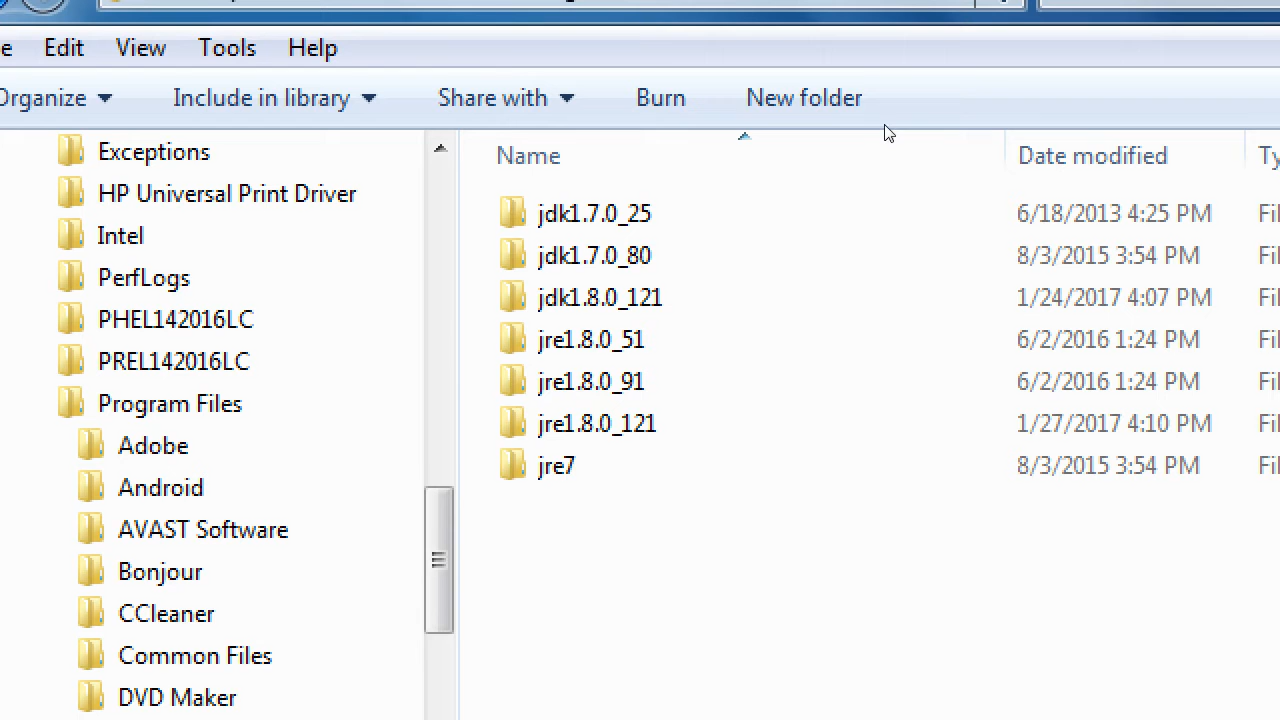 Edit View Tools Help
Organize Include in library Share with Burn New folder
Exceptions
HP Universal Print Driver
Intel
PerfLogs
PHEL142016LC
PREL142016LC
Program Files
Adobe
Android
AVAST Software
Bonjour
CCleaner
Common Files
DVD Maker
Name Date modified
jdk1.7.0_25 6/18/2013 4:25 PM
jdk1.7.0_80 8/3/2015 3:54 PM
jdk1.8.0_121 1/24/2017 4:07 PM
jre1.8.0_51 6/2/2016 1:24 PM
jre1.8.0_91 6/2/2016 1:24 PM
jre1.8.0_121 1/27/2017 4:10 PM
jre7 8/3/2015 3:54 PM